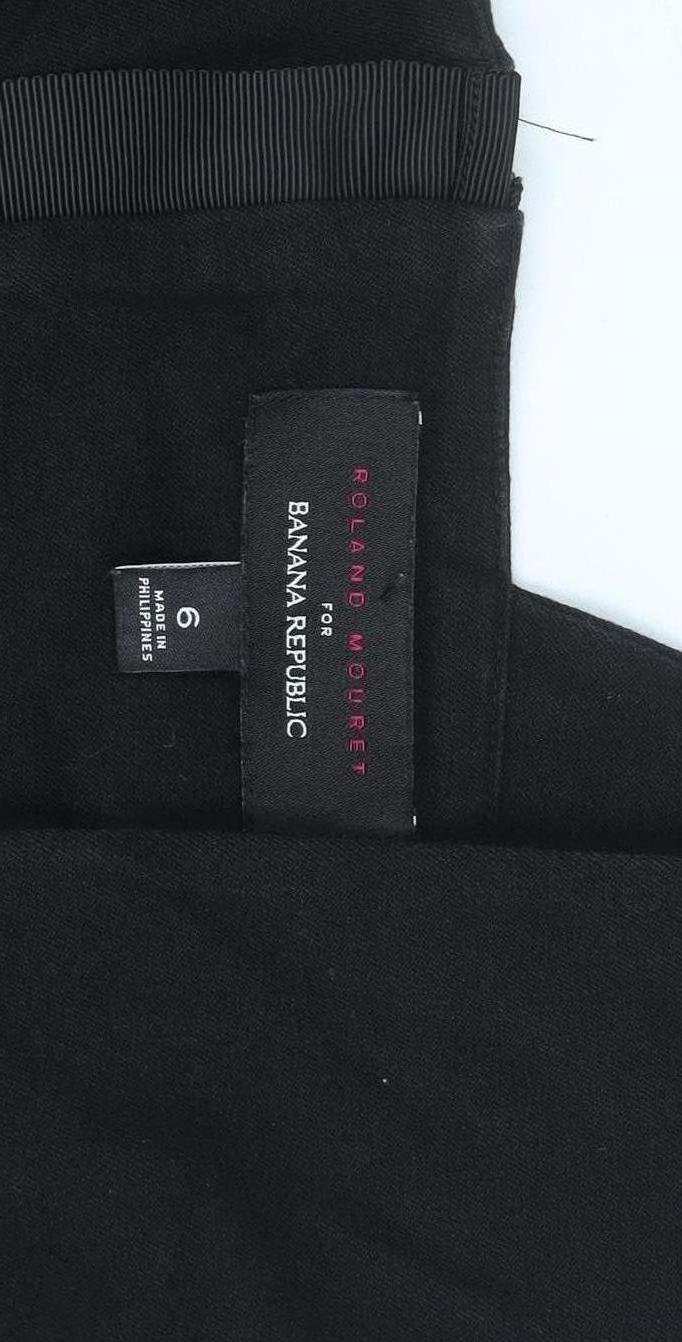 ROLAND MOURET
FOR
BANANA REPUBLIC
6
MADE IN
PHILIPPINES